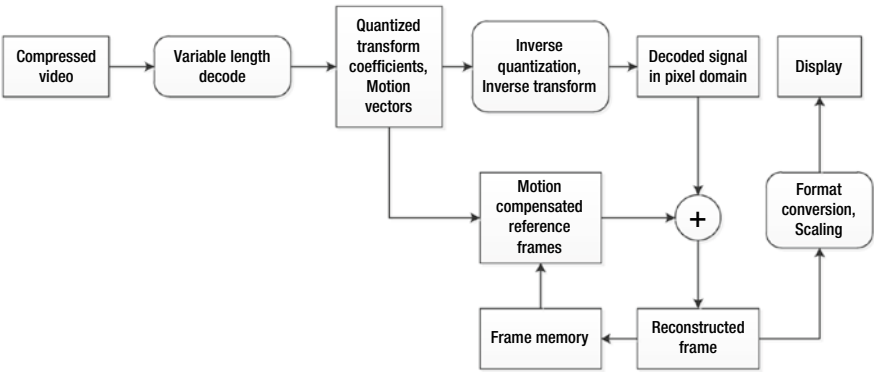 Compressed
video
Variable length
decode
Quantized
transform
coefficients,
Motion
vectors
Inverse
quantization,
Inverse transform
Decoded signal
in pixel domain
Display
Motion
compensated
reference
frames
+
Format
conversion,
Scaling
Frame memory
Reconstructed
frame